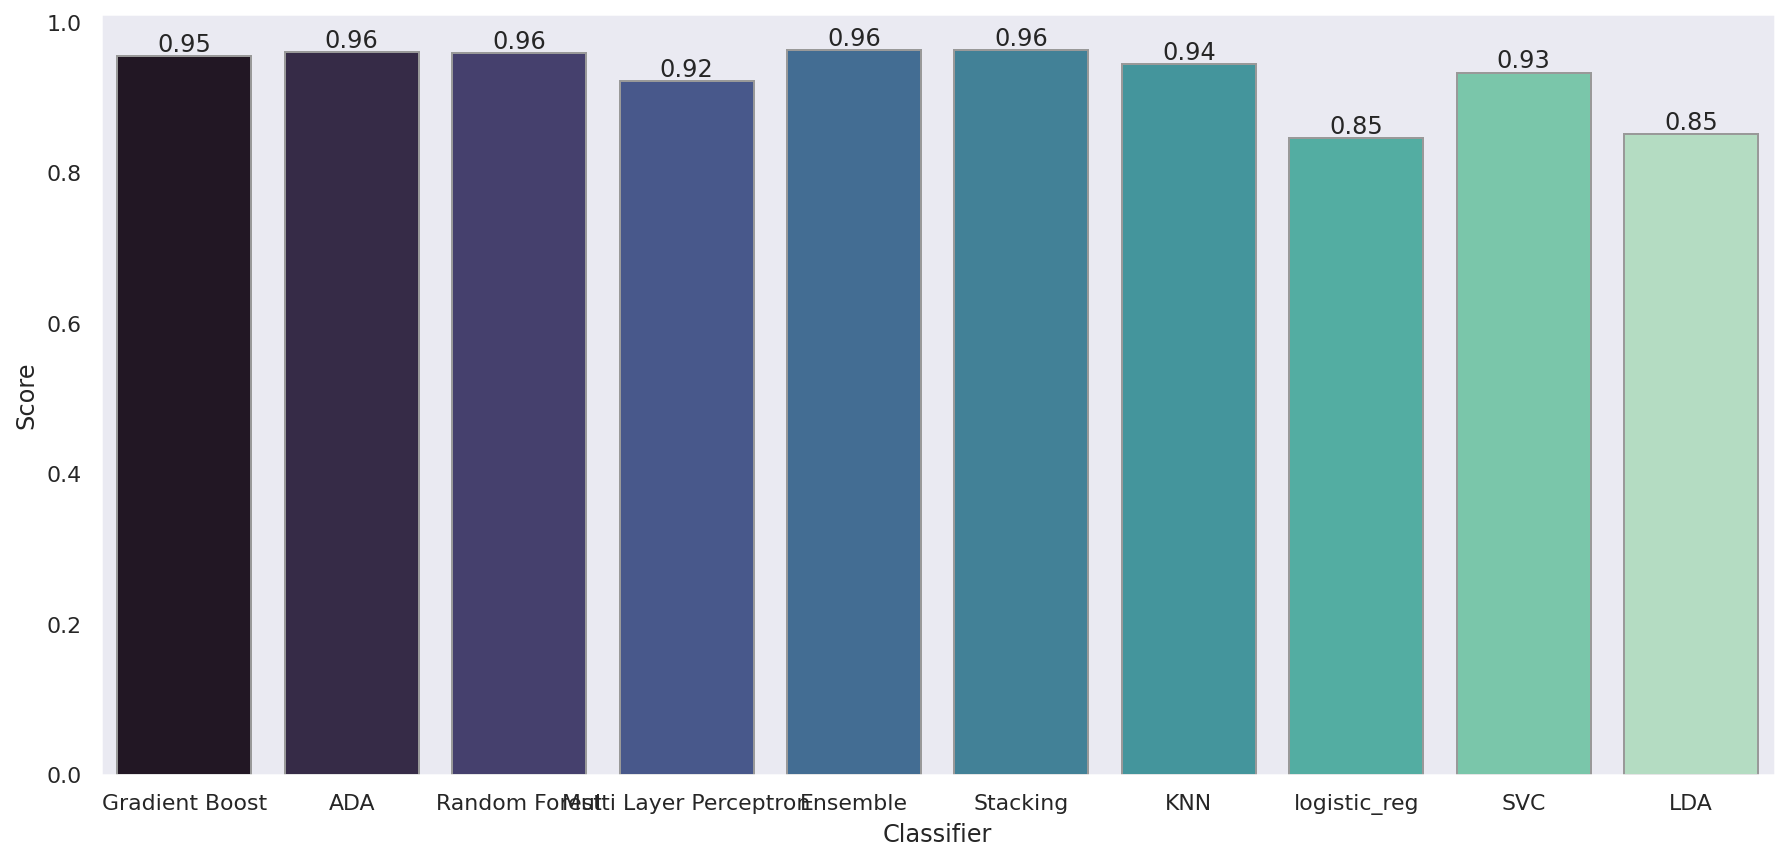 1.0
0.8
0.6
0.4
0.2
0.0
Score
0.95
0.96
0.96
0.92
0.96
0.96
0.94
0.85
0.93
0.85
Gradient Boost
ADA
Random Forest
Multi Layer Perceptron
Ensemble
Stacking
KNN
logistic_reg
SVC
LDA
Classifier